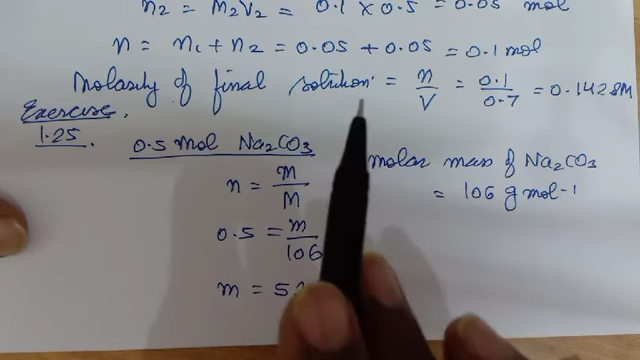 n₂ = M₂V₂ = 0.1 × 0.5 = 0.05 mol
n = n₁ + n₂ = 0.05 + 0.05 = 0.1 mol
Molarity of final solution = n/V = 0.1/0.7 = 0.1428M
Exercise.
1.25. 0.5 mol Na₂CO₃
molar mass of Na₂CO₃
n = m/M
= 106 g mol⁻¹
0.5 = m/106
m = 5